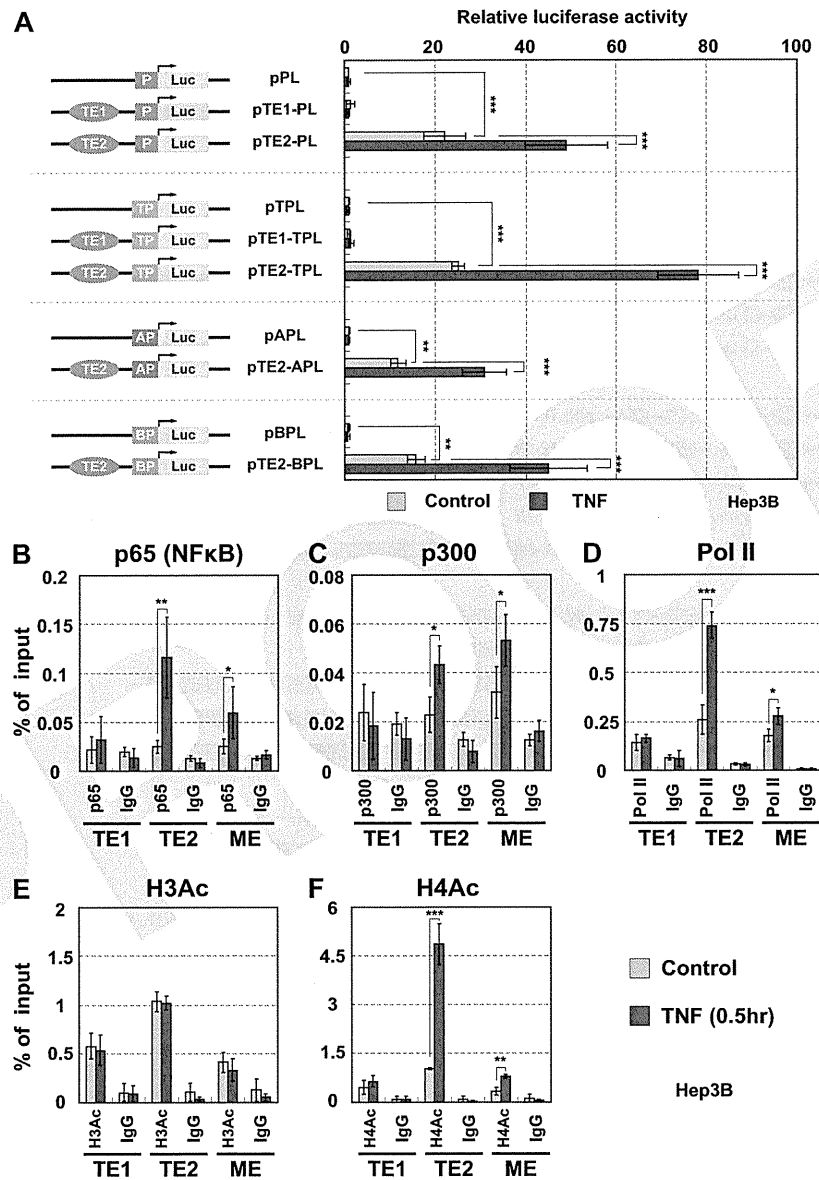 A
Relative luciferase activity
0 20 40 60 80 100
P Luc pPL
TE1 P Luc pTE1-PL
TE2 P Luc pTE2-PL
TP Luc pTPL
TE1 TP Luc pTE1-TPL
TE2 TP Luc pTE2-TPL
AP Luc pAPL
TE2 AP Luc pTE2-APL
BP Luc pBPL
TE2 BP Luc pTE2-BPL
***
***
***
***
**
***
**
***
Control TNF Hep3B
B p65 (NFκB)
% of input
0.2
0.15
0.1
0.05
0
**
*
p65 IgG p65 IgG p65 IgG
TE1 TE2 ME
C p300
0.08
0.06
0.04
0.02
0
*
*
p300 IgG p300 IgG p300 IgG
TE1 TE2 ME
D Pol II
1
0.75
0.5
0.25
0
***
*
Pol II IgG Pol II IgG Pol II IgG
TE1 TE2 ME
E H3Ac
% of input
2
1.5
1
0.5
0
H3Ac IgG H3Ac IgG H3Ac IgG
TE1 TE2 ME
F H4Ac
6
4.5
3
1.5
0
***
**
H4Ac IgG H4Ac IgG H4Ac IgG
TE1 TE2 ME
Control
TNF (0.5hr)
Hep3B